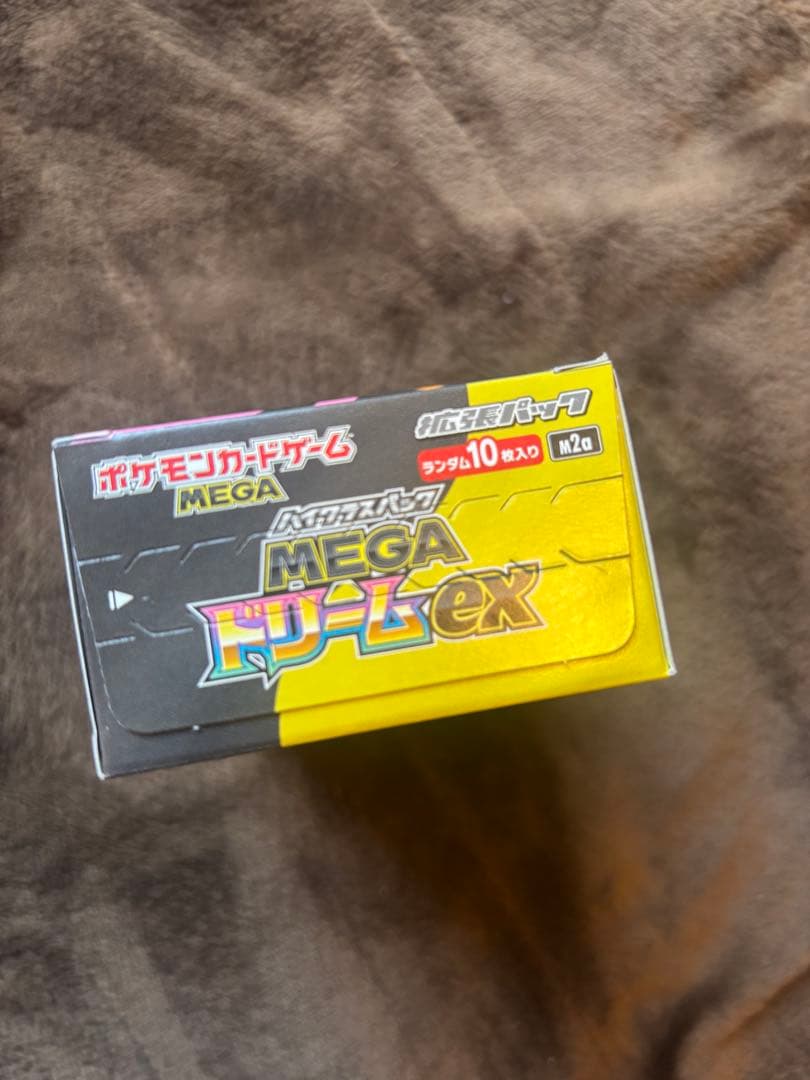 拡張パック
ポケモンカードゲーム
MEGA
ランダム10枚入り
M2a
ハイクラスパック
MEGA
ドリームex